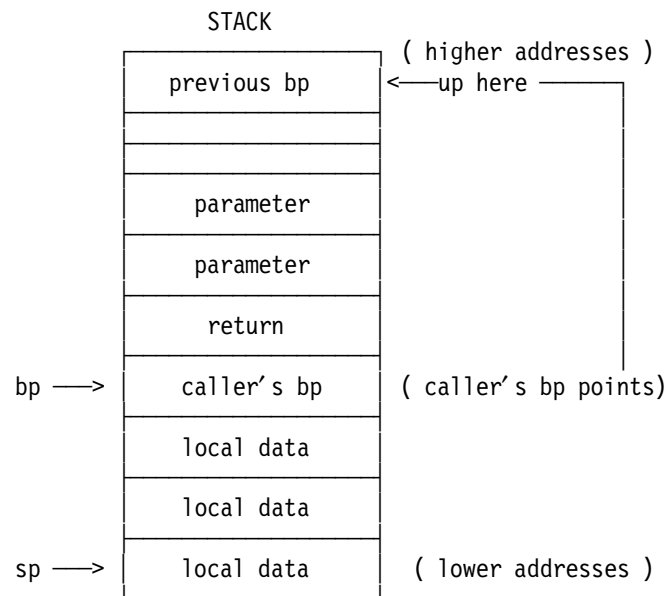 STACK
( higher addresses )
previous bp <———up here
parameter
parameter
return
bp ———> caller's bp ( caller's bp points)
local data
local data
sp ———> local data ( lower addresses )